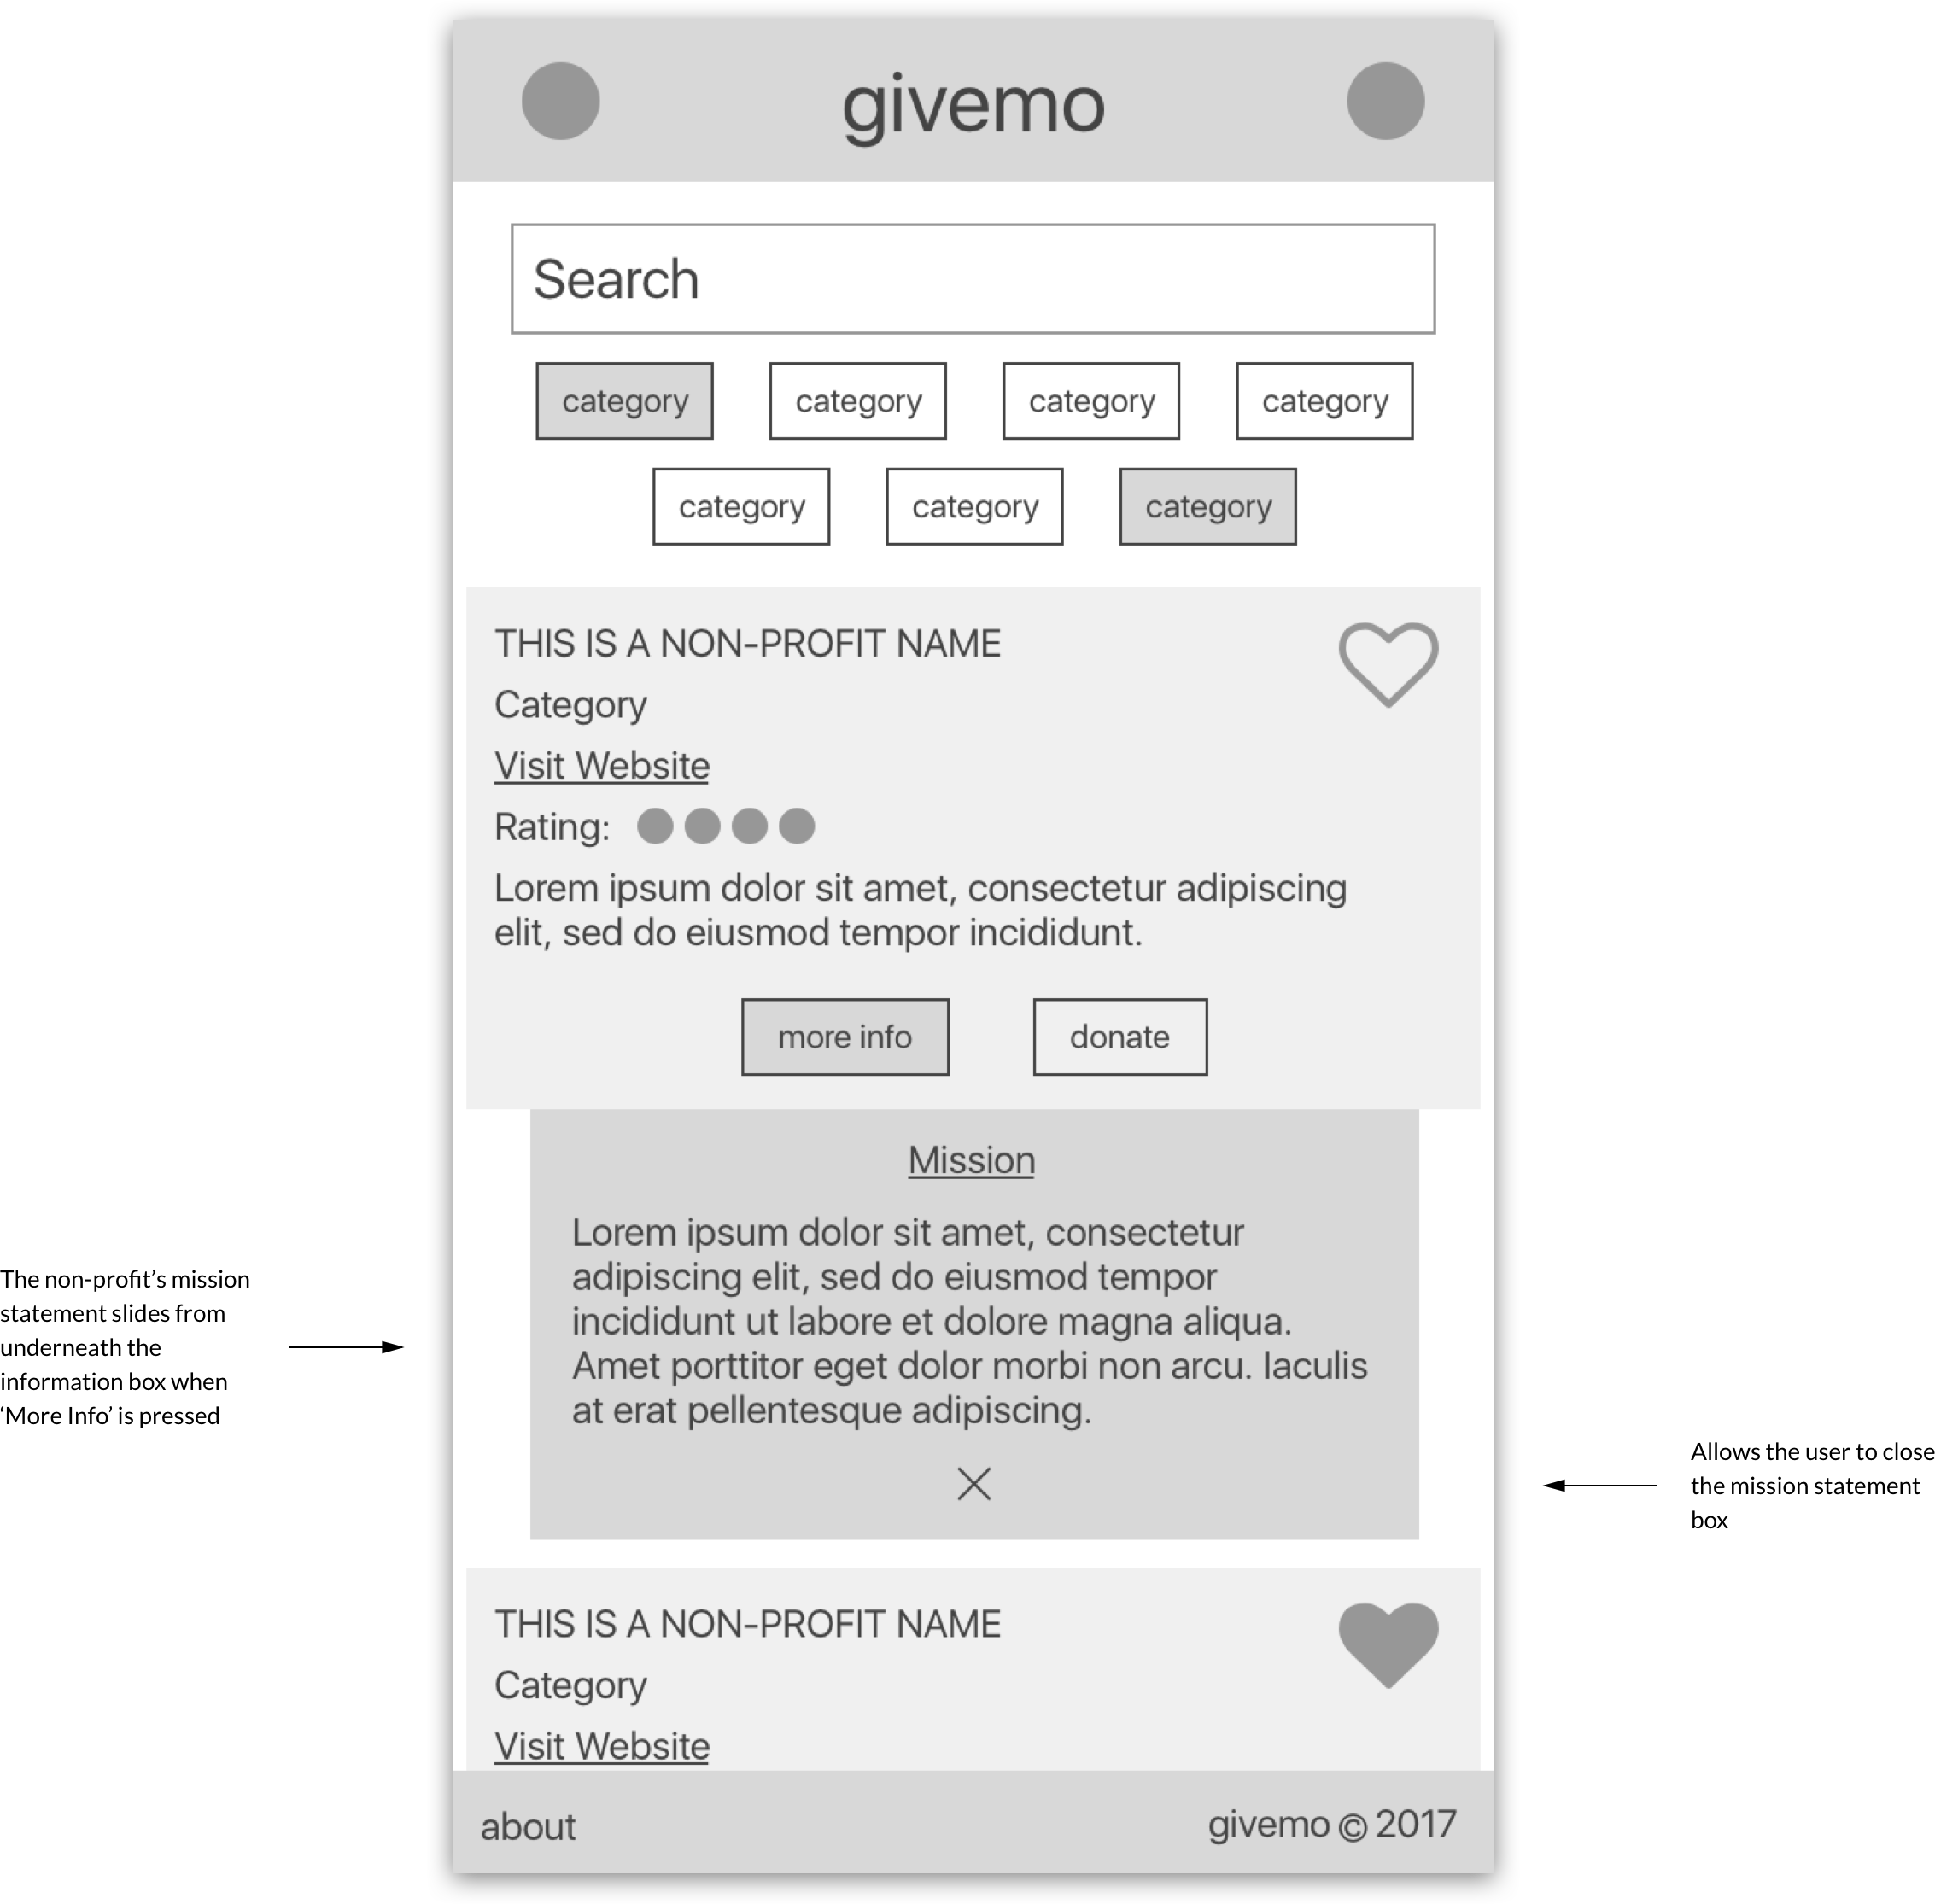 givemo
Search
category category category category
category category category
THIS IS A NON-PROFIT NAME
Category
Visit Website
Rating:
Lorem ipsum dolor sit amet, consectetur adipiscing
elit, sed do eiusmod tempor incididunt.
more info donate
Mission
Lorem ipsum dolor sit amet, consectetur
adipiscing elit, sed do eiusmod tempor
incididunt ut labore et dolore magna aliqua.
Amet porttitor eget dolor morbi non arcu. Iaculis
at erat pellentesque adipiscing.
The non-profit’s mission
statement slides from
underneath the
information box when
‘More Info’ is pressed
Allows the user to close
the mission statement
box
THIS IS A NON-PROFIT NAME
Category
Visit Website
about givemo © 2017